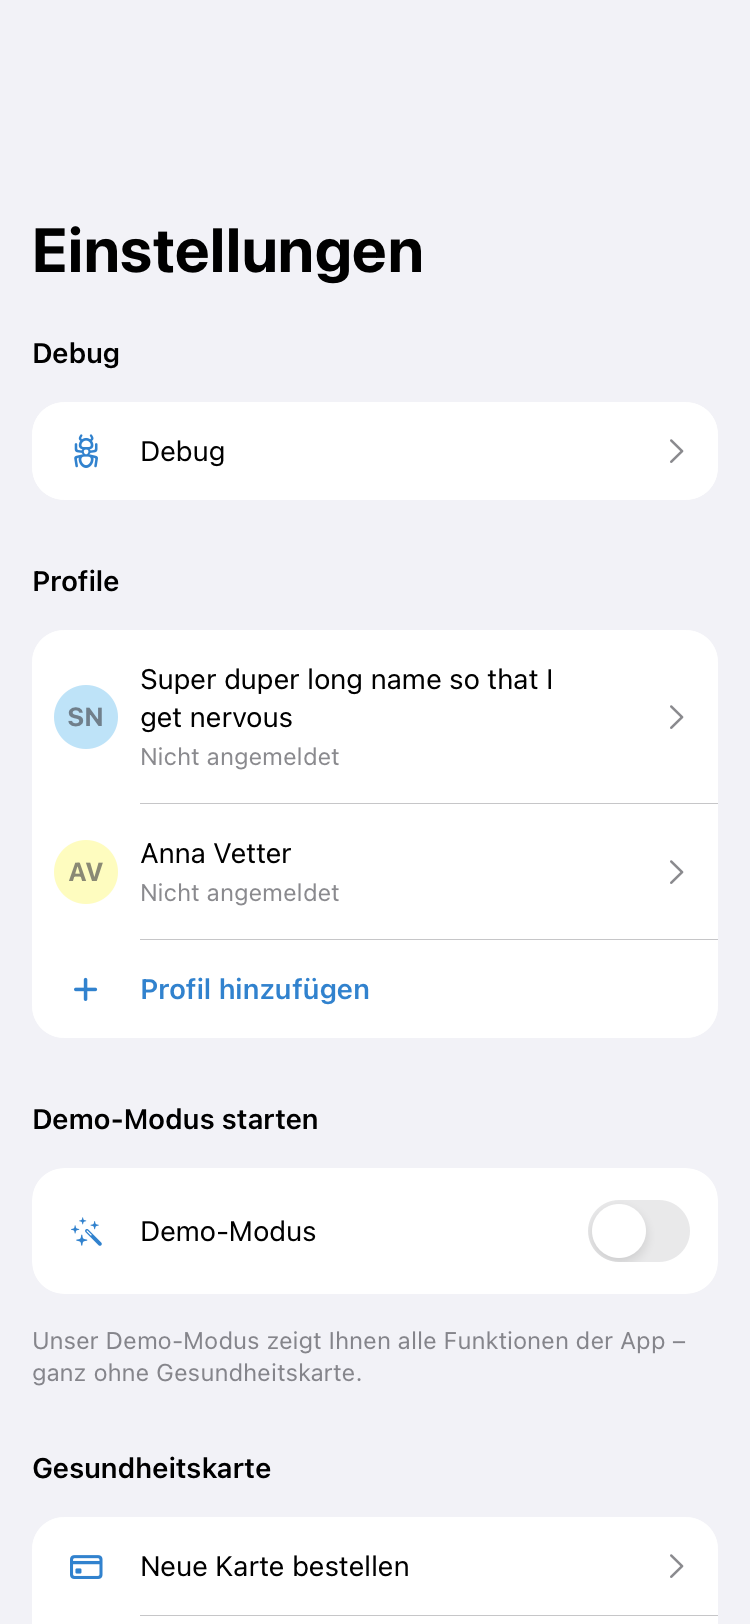 Einstellungen
Debug
Debug
Profile
SN
Super duper long name so that I
get nervous
Nicht angemeldet
AV
Anna Vetter
Nicht angemeldet
Profil hinzufügen
Demo-Modus starten
Demo-Modus
Unser Demo-Modus zeigt Ihnen alle Funktionen der App –
ganz ohne Gesundheitskarte.
Gesundheitskarte
Neue Karte bestellen